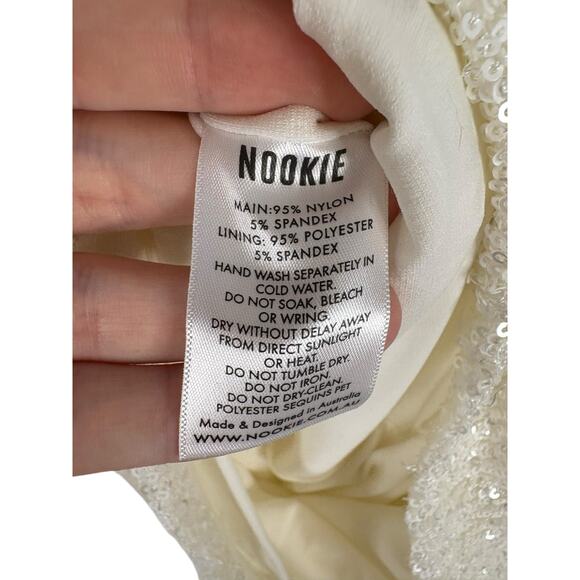 NOOKIE
MAIN:95% NYLON
5% SPANDEX
LINING: 95% POLYESTER
5% SPANDEX
HAND WASH SEPARATELY IN
COLD WATER.
DO NOT SOAK, BLEACH
OR WRING.
DRY WITHOUT DELAY AWAY
FROM DIRECT SUNLIGHT
OR HEAT.
DO NOT TUMBLE DRY.
DO NOT IRON.
DO NOT DRY-CLEAN.
POLYESTER SEQUINS PET
Made & Designed in Australia
WWW.NOOKIE.COM.AU